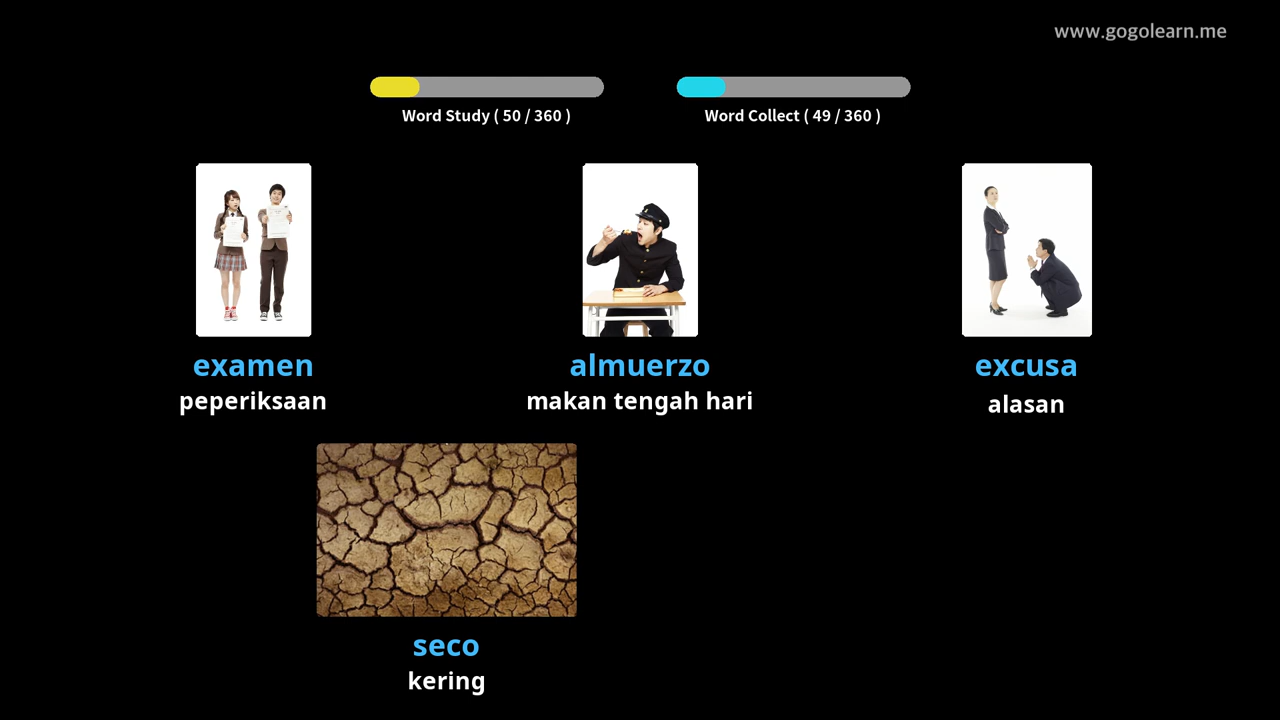 www.gogolearn.me
Word Study ( 50 / 360 )
Word Collect ( 49 / 360 )
examen
peperiksaan
almuerzo
makan tengah hari
excusa
alasan
seco
kering